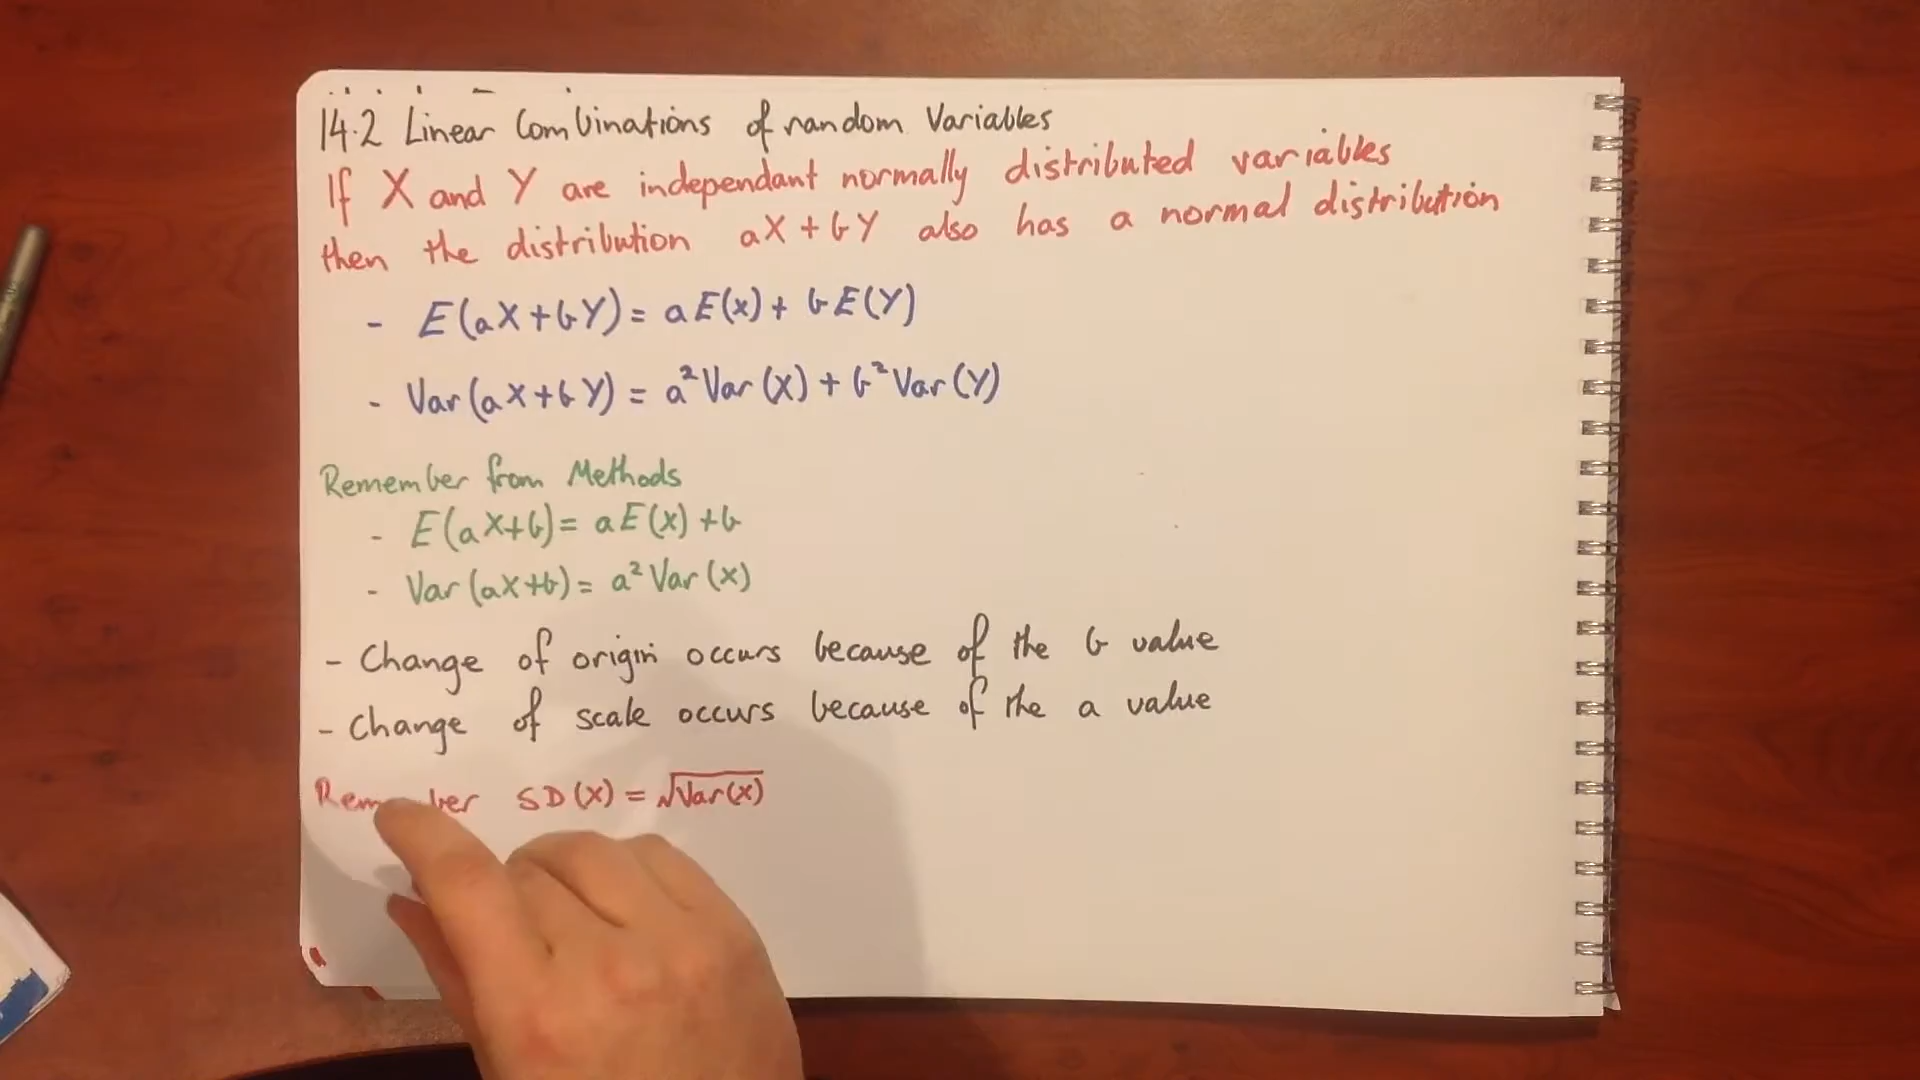 14.2 Linear Combinations of random Variables
If X and Y are independant normally distributed variables
then the distribution aX + bY also has a normal distribution
- E(aX+bY) = aE(x) + bE(Y)
- Var(aX+bY) = a²Var(X) + b²Var(Y)
Remember from Methods
- E(aX+b) = aE(x) + b
- Var(aX+b) = a²Var(x)
- Change of origin occurs because of the b value
- Change of scale occurs because of the a value
Remember SD(x) = √Var(x)